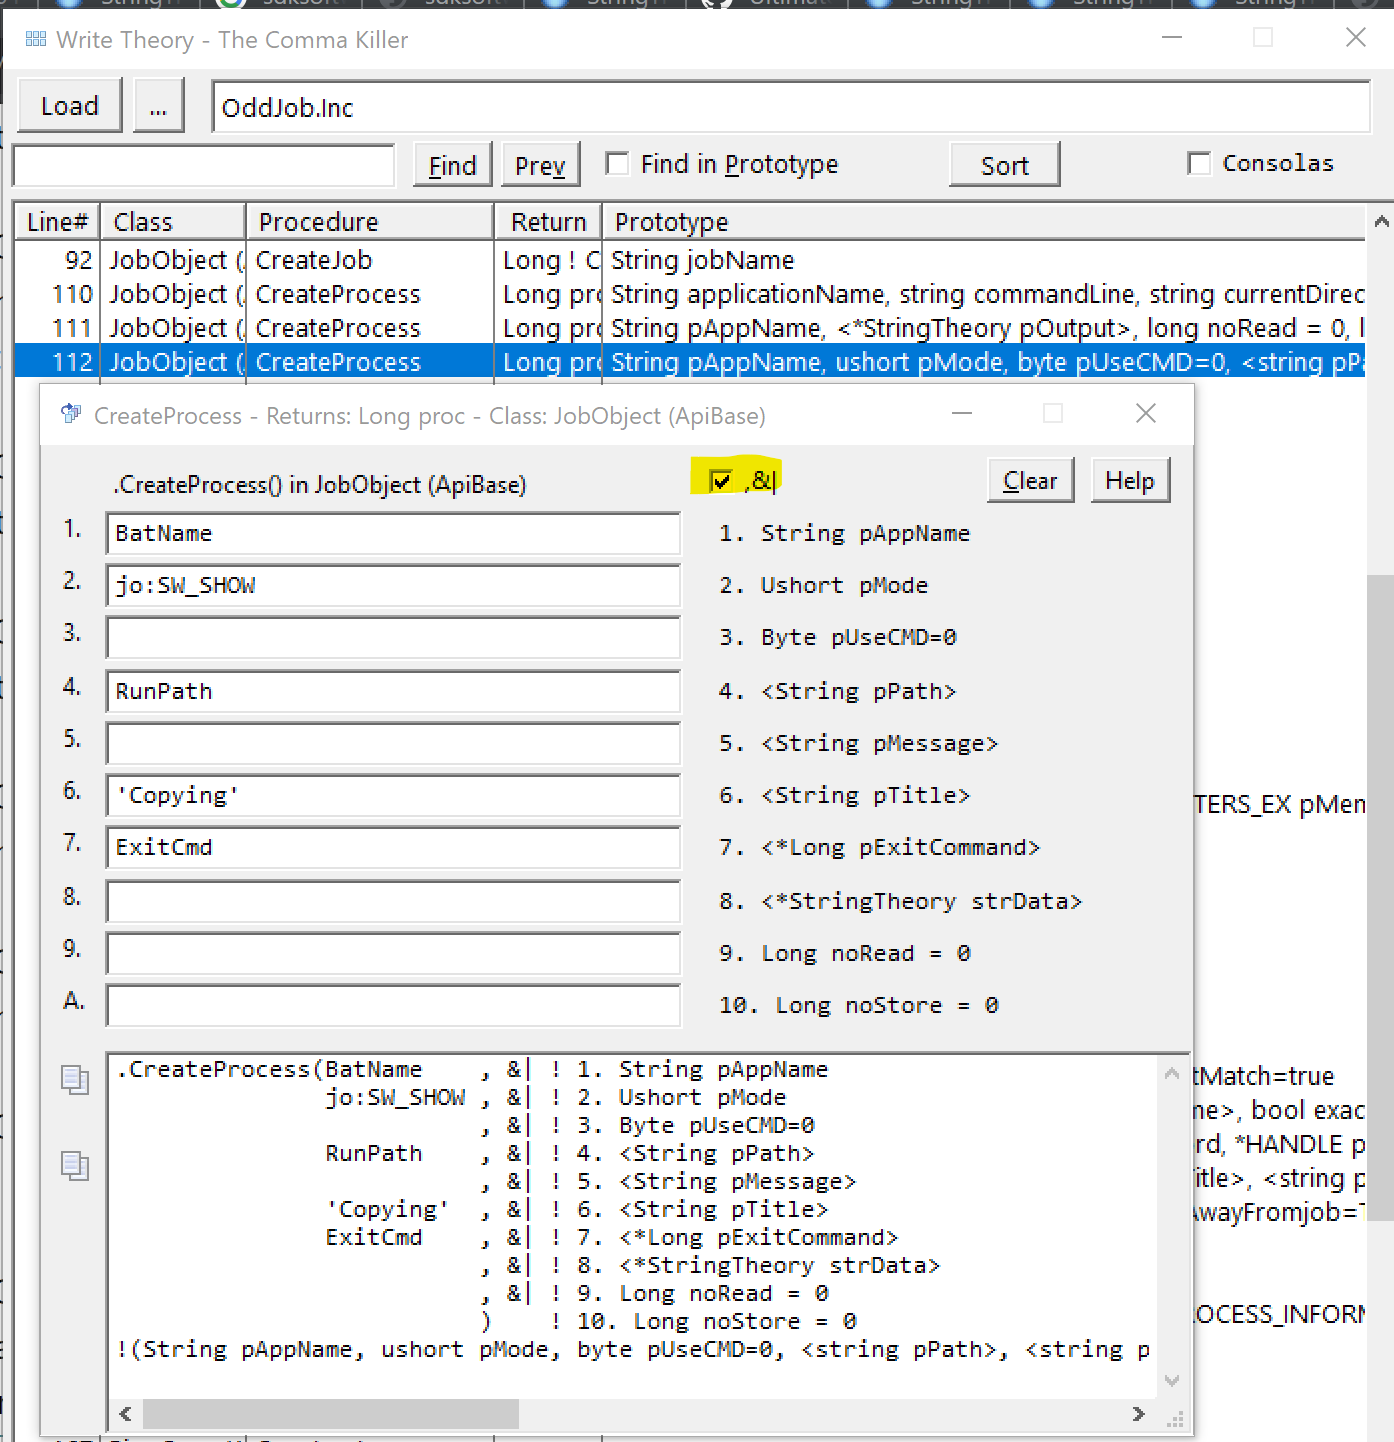 Write Theory - The Comma Killer
Load ... OddJob.Inc
Find Prev Find in Prototype Sort Consolas
Line# Class Procedure Return Prototype
92 JobObject (. CreateJob Long ! C String jobName
110 JobObject (. CreateProcess Long pro String applicationName, string commandLine, string currentDirec
111 JobObject (. CreateProcess Long pro String pAppName, <*StringTheory pOutput>, long noRead = 0, l
112 JobObject (. CreateProcess Long pro String pAppName, ushort pMode, byte pUseCMD=0, <string pPa
CreateProcess - Returns: Long proc - Class: JobObject (ApiBase)
.CreateProcess() in JobObject (ApiBase) ,&| Clear Help
1. BatName 1. String pAppName
2. jo:SW_SHOW 2. Ushort pMode
3. 3. Byte pUseCMD=0
4. RunPath 4. <String pPath>
5. 5. <String pMessage>
6. 'Copying' 6. <String pTitle>
TERS_EX pMen
7. ExitCmd 7. <*Long pExitCommand>
8. 8. <*StringTheory strData>
9. 9. Long noRead = 0
A. 10. Long noStore = 0
.CreateProcess(BatName , &| ! 1. String pAppName
tMatch=true
jo:SW_SHOW , &| ! 2. Ushort pMode
ne>, bool exac
, &| ! 3. Byte pUseCMD=0
RunPath , &| ! 4. <String pPath>
rd, *HANDLE p
, &| ! 5. <String pMessage>
itle>, <string p
'Copying' , &| ! 6. <String pTitle>
AwayFromjob=T
ExitCmd , &| ! 7. <*Long pExitCommand>
, &| ! 8. <*StringTheory strData>
, &| ! 9. Long noRead = 0
) ! 10. Long noStore = 0
OCESS_INFORM
!(String pAppName, ushort pMode, byte pUseCMD=0, <string pPath>, <string p